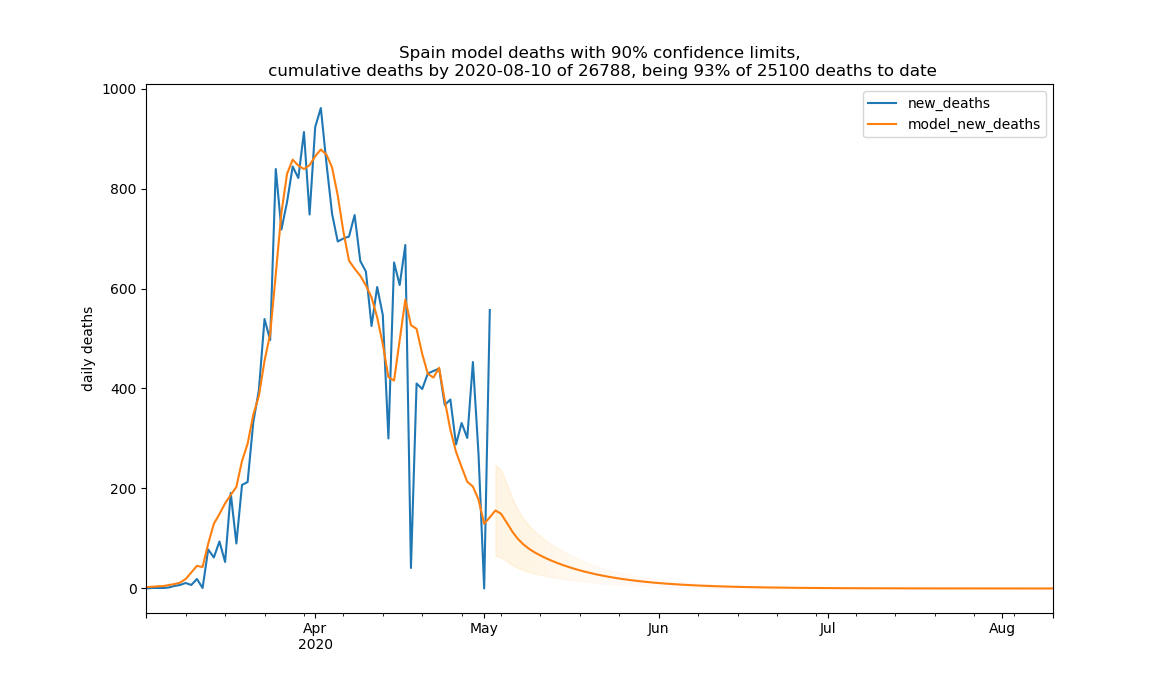 Spain model deaths with 90% confidence limits,
cumulative deaths by 2020-08-10 of 26788, being 93% of 25100 deaths to date
new_deaths
model_new_deaths
daily deaths
1000
800
600
400
200
0
Apr
2020
May
Jun
Jul
Aug